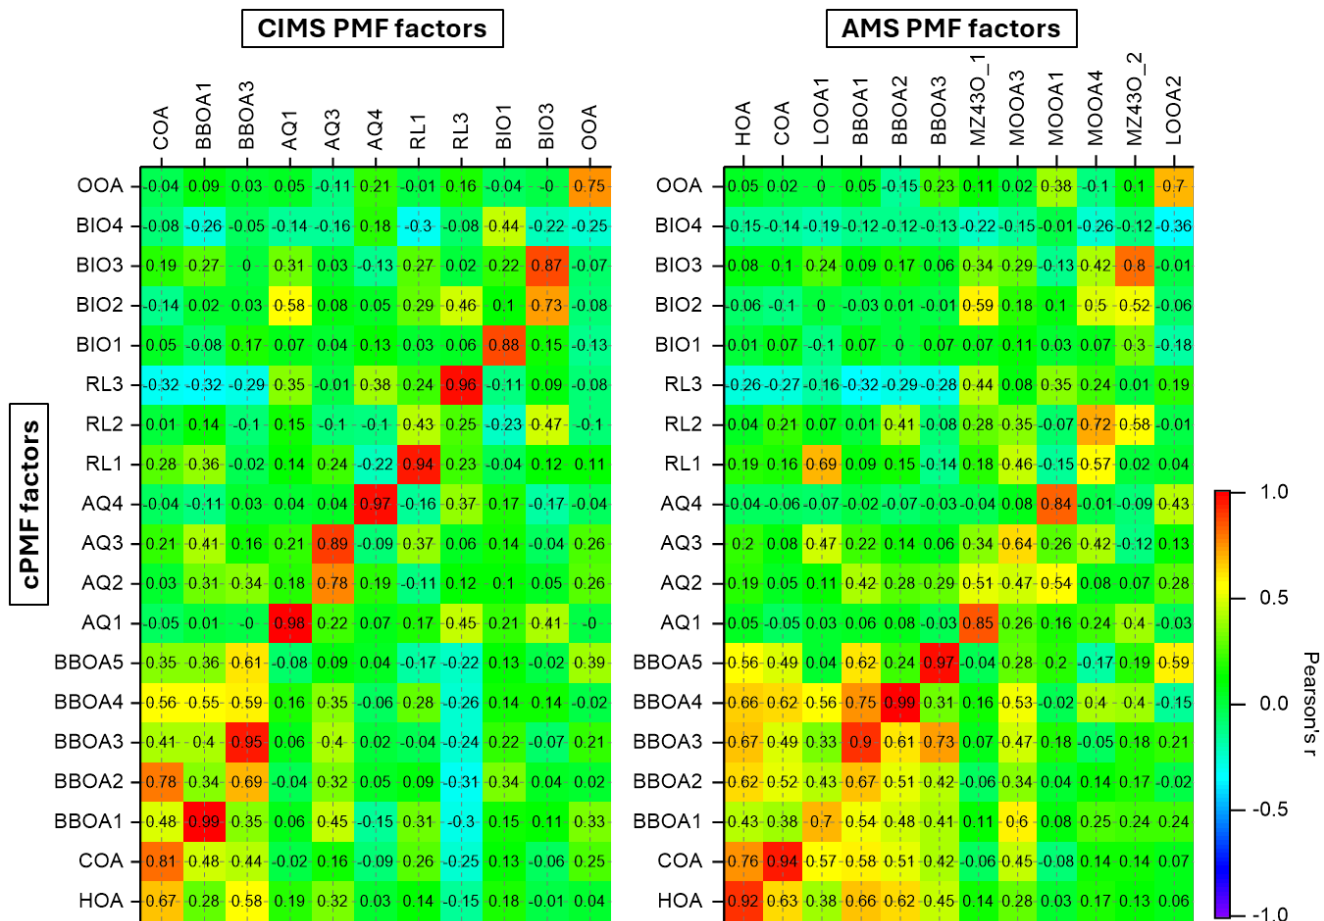 CIMS PMF factors
AMS PMF factors
COA BBOA1 BBOA3 AQ1 AQ3 AQ4 RL1 RL3 BIO1 BIO3 OOA
HOA COA LOOA1 BBOA1 BBOA2 BBOA3 MZ43O_1 MOOA3 MOOA1 MOOA4 MZ43O_2 LOOA2
OOA -0.04 0.09 0.03 0.05 -0.11 0.21 -0.01 0.16 -0.04 -0 0.75 0.05 0.02 0 0.05 -0.15 0.23 0.11 0.02 0.38 -0.1 0.1 0.7
BIO4 -0.08 -0.26 -0.05 -0.14 -0.16 0.18 -0.3 -0.08 0.44 -0.22 -0.25 -0.15 -0.14 -0.19 -0.12 -0.12 -0.13 -0.22 -0.15 -0.01 -0.26 -0.12 -0.36
BIO3 0.19 0.27 0 0.31 0.03 -0.13 0.27 0.02 0.22 0.87 -0.07 0.08 0.1 0.24 0.09 0.17 0.06 0.34 0.29 -0.13 0.42 0.8 -0.01
BIO2 -0.14 0.02 0.03 0.58 0.08 0.05 0.29 0.46 0.1 0.73 -0.08 -0.06 -0.1 0 -0.03 0.01 -0.01 0.59 0.18 0.1 0.5 0.52 -0.06
BIO1 0.05 -0.08 0.17 0.07 0.04 0.13 0.03 0.06 0.88 0.15 -0.13 0.01 0.07 -0.1 0.07 0 0.07 0.07 0.11 0.03 0.07 0.3 -0.18
RL3 -0.32 -0.32 -0.29 0.35 -0.01 0.38 0.24 0.96 -0.11 0.09 -0.08 -0.26 -0.27 -0.16 -0.32 -0.29 -0.28 0.44 0.08 0.35 0.24 0.01 0.19
RL2 0.01 0.14 -0.1 0.15 -0.1 -0.1 0.43 0.25 -0.23 0.47 -0.1 0.04 0.21 0.07 0.01 0.41 -0.08 0.28 0.35 -0.07 0.72 0.58 -0.01
RL1 0.28 0.36 -0.02 0.14 0.24 -0.22 0.94 0.23 -0.04 0.12 0.11 0.19 0.16 0.69 0.09 0.15 -0.14 0.18 0.46 -0.15 0.57 0.02 0.04
AQ4 -0.04 -0.11 0.03 0.04 0.04 0.97 -0.16 0.37 0.17 -0.17 -0.04 -0.04 -0.06 -0.07 -0.02 -0.07 -0.03 -0.04 0.08 0.84 -0.01 -0.09 0.43
AQ3 0.21 0.41 0.16 0.21 0.89 -0.09 0.37 0.06 0.14 -0.04 0.26 0.2 0.08 0.47 0.22 0.14 0.06 0.34 0.64 0.26 0.42 -0.12 0.13
AQ2 0.03 0.31 0.34 0.18 0.78 0.19 -0.11 0.12 0.1 0.05 0.26 0.19 0.05 0.11 0.42 0.28 0.29 0.51 0.47 0.54 0.08 0.07 0.28
AQ1 -0.05 0.01 -0 0.98 0.22 0.07 0.17 0.45 0.21 0.41 -0 0.05 -0.05 0.03 0.06 0.08 -0.03 0.85 0.26 0.16 0.24 0.4 -0.03
BBOA5 0.35 0.36 0.61 -0.08 0.09 0.04 -0.17 -0.22 0.13 -0.02 0.39 0.56 0.49 0.04 0.62 0.24 0.97 -0.04 0.28 0.2 -0.17 0.19 0.59
BBOA4 0.56 0.55 0.59 0.16 0.35 -0.06 0.28 -0.26 0.14 0.14 -0.02 0.66 0.62 0.56 0.75 0.99 0.31 0.16 0.53 -0.02 0.4 0.4 -0.15
BBOA3 0.41 0.4 0.95 0.06 0.4 0.02 -0.04 -0.24 0.22 -0.07 0.21 0.67 0.49 0.33 0.9 0.61 0.73 0.07 0.47 0.18 -0.05 0.18 0.21
BBOA2 0.78 0.34 0.69 -0.04 0.32 0.05 0.09 -0.31 0.34 0.04 0.02 0.62 0.52 0.43 0.67 0.51 0.42 -0.06 0.34 0.04 0.14 0.17 -0.02
BBOA1 0.48 0.99 0.35 0.06 0.45 -0.15 0.31 -0.3 0.15 0.11 0.33 0.43 0.38 0.7 0.54 0.48 0.41 0.11 0.6 0.08 0.25 0.24 0.24
COA 0.81 0.48 0.44 -0.02 0.16 -0.09 0.26 -0.25 0.13 -0.06 0.25 0.76 0.94 0.57 0.58 0.51 0.42 -0.06 0.45 -0.08 0.14 0.14 0.07
HOA 0.67 0.28 0.58 0.19 0.32 0.03 0.14 -0.15 0.18 -0.01 0.04 0.92 0.63 0.38 0.66 0.62 0.45 0.14 0.28 0.03 0.17 0.13 0.06
cPMF factors
1.0
0.5
0.0
-0.5
-1.0
Pearson's r